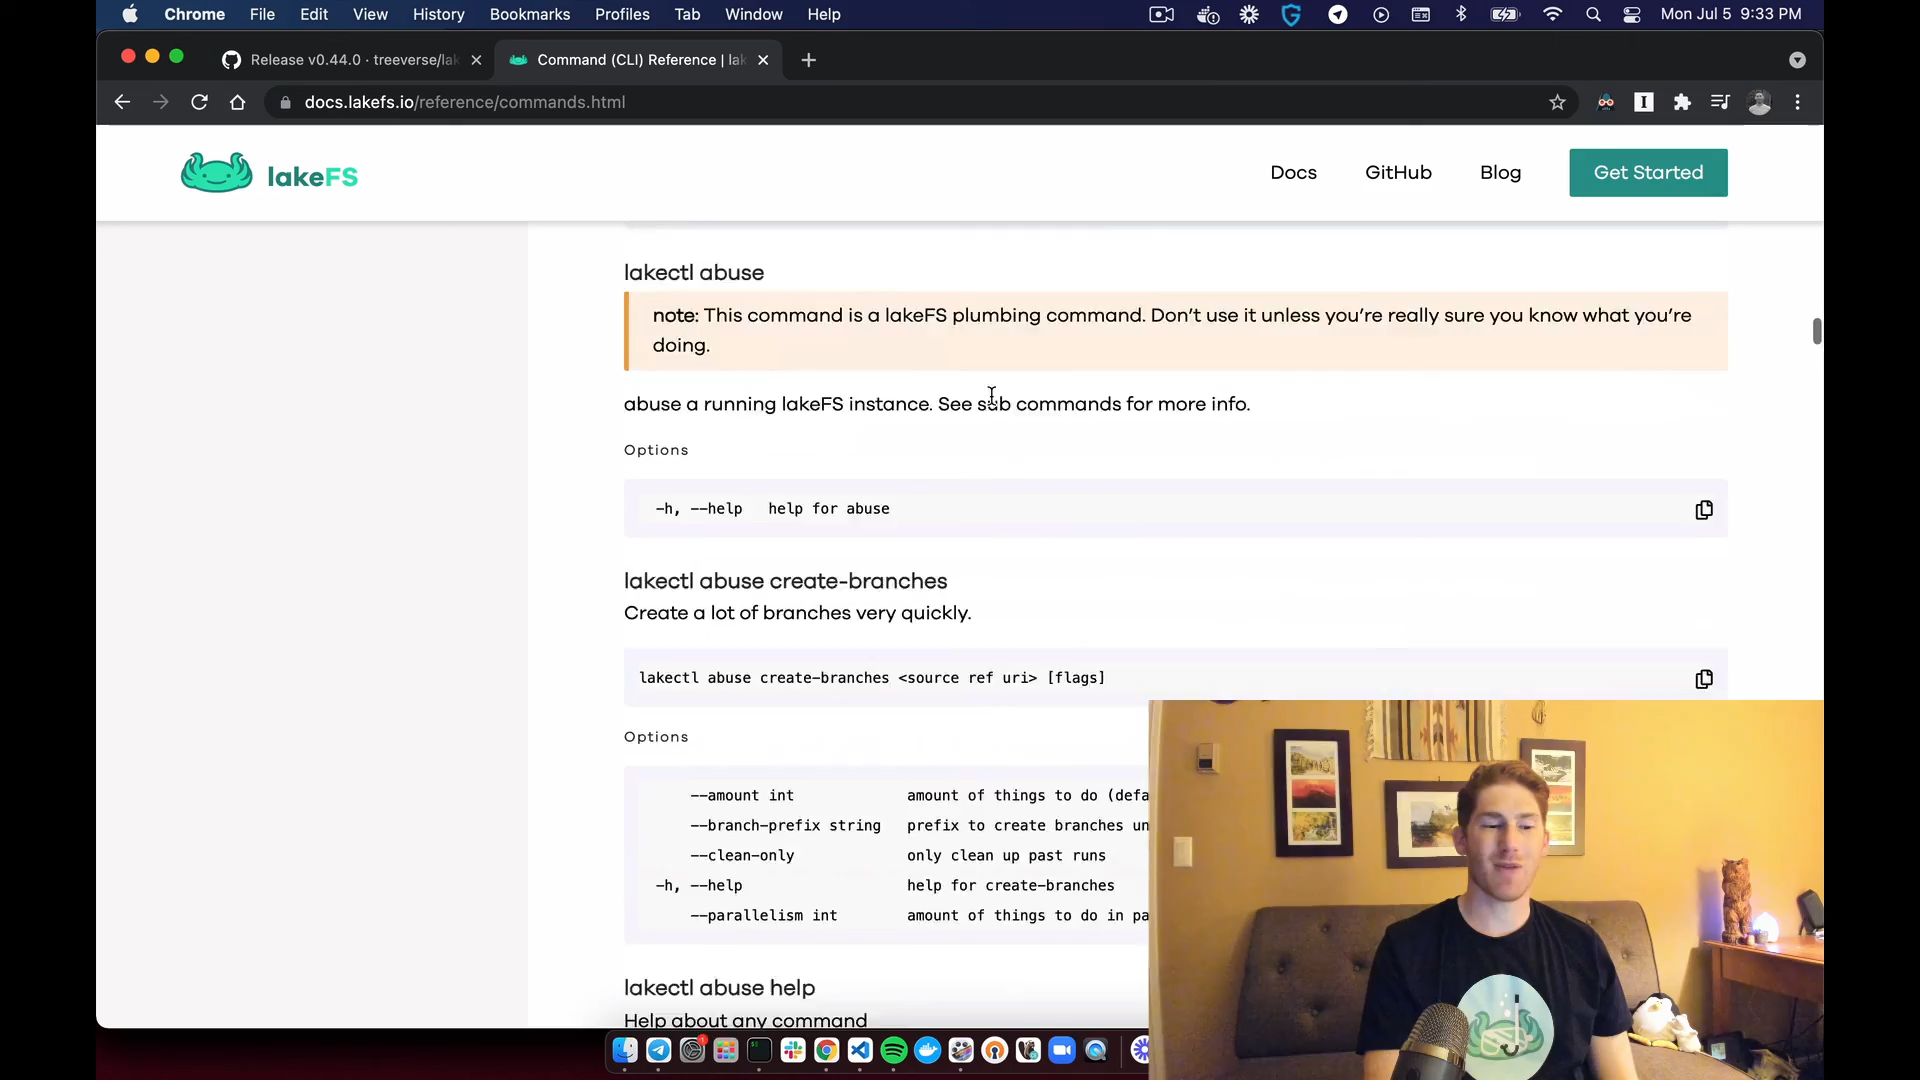 Chrome File Edit View History Bookmarks Profiles Tab Window Help Mon Jul 5 9:33 PM
Release v0.44.0 · treeverse/lak
Command (CLI) Reference | lak
docs.lakefs.io/reference/commands.html
lakeFS
Docs GitHub Blog Get Started
lakectl abuse
note: This command is a lakeFS plumbing command. Don't use it unless you're really sure you know what you're
doing.
abuse a running lakeFS instance. See sub commands for more info.
Options
-h, --help help for abuse
lakectl abuse create-branches
Create a lot of branches very quickly.
lakectl abuse create-branches <source ref uri> [flags]
Options
--amount int amount of things to do (defa
--branch-prefix string prefix to create branches un
--clean-only only clean up past runs
-h, --help help for create-branches
--parallelism int amount of things to do in pa
lakectl abuse help
Help about any command